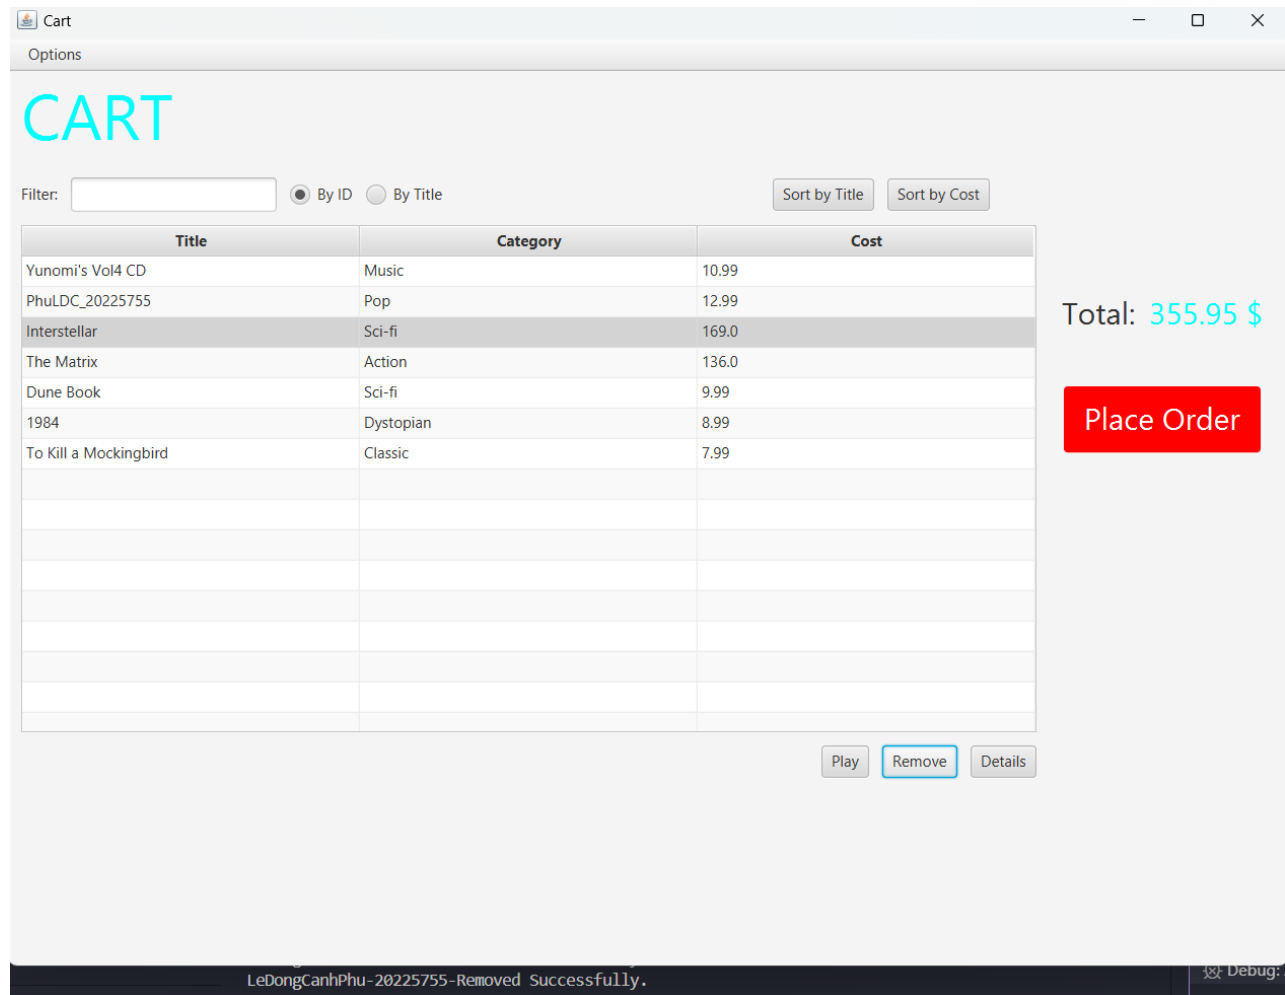 Cart
Options
CART
Filter: By ID By Title Sort by Title Sort by Cost
Title Category Cost
Yunomi's Vol4 CD Music 10.99
PhuLDC_20225755 Pop 12.99
Interstellar Sci-fi 169.0
The Matrix Action 136.0
Dune Book Sci-fi 9.99
1984 Dystopian 8.99
To Kill a Mockingbird Classic 7.99
Total: 355.95 $
Place Order
Play Remove Details
Debug:
LeDongCanhPhu-20225755-Removed Successfully.